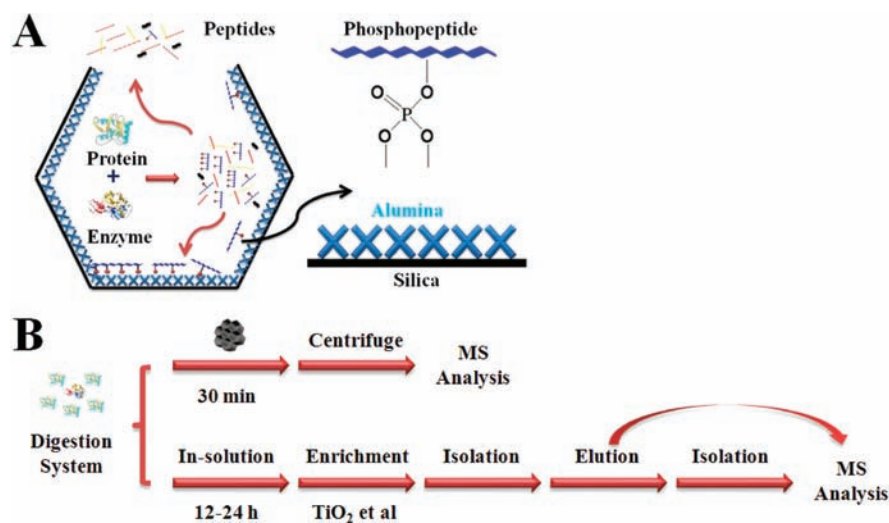 A
Peptides
Phosphopeptide
O
O
P
O
O
Protein
+
Enzyme
Alumina
Silica
B
Digestion
System
30 min
Centrifuge
MS
Analysis
In-solution
12-24 h
Enrichment
TiO2 et al
Isolation
Elution
Isolation
MS
Analysis